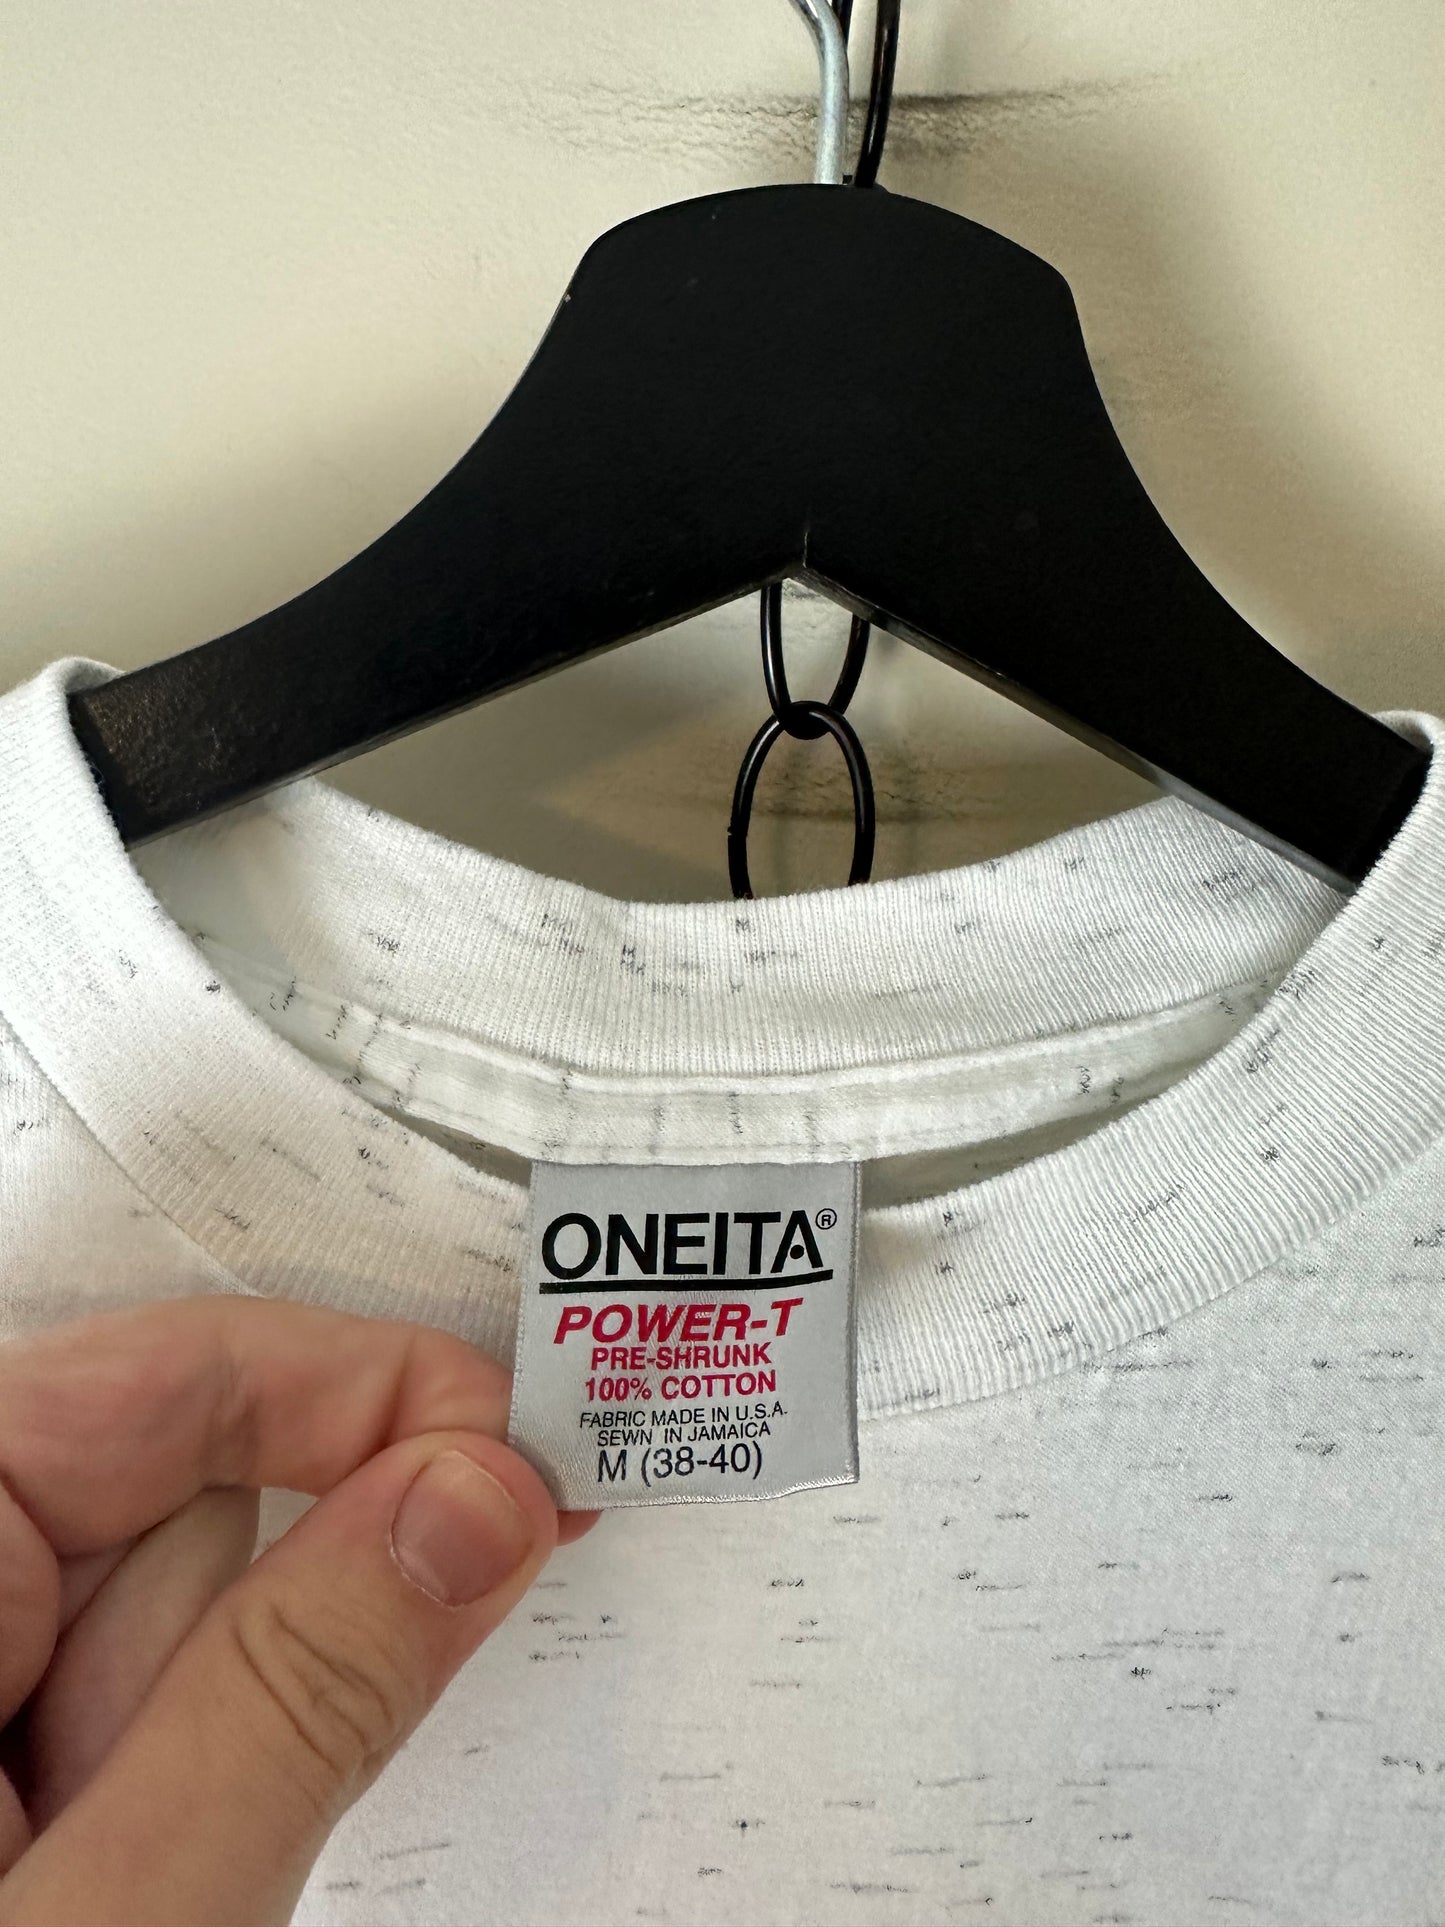 ONEITA®
POWER-T
PRE-SHRUNK
100% COTTON
FABRIC MADE IN U.S.A.
SEWN IN JAMAICA
M (38-40)